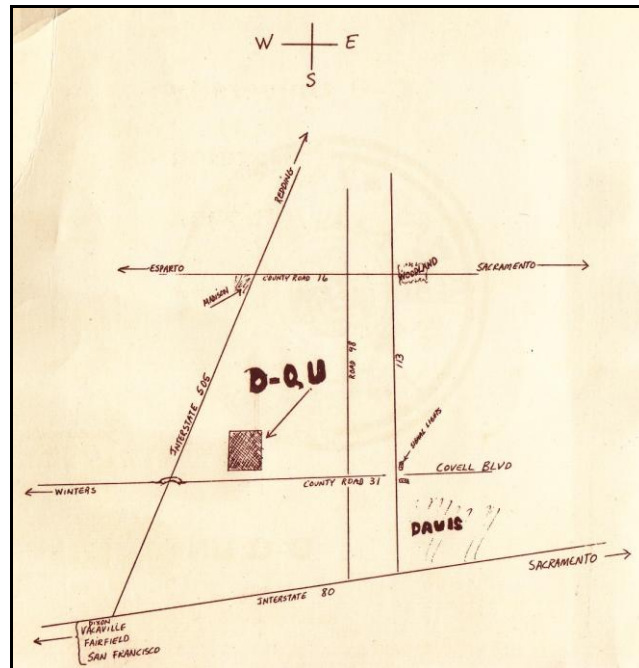 W E
S
REDDING
ESPARTO
COUNTY ROAD 16
SACRAMENTO
WOODLAND
MADISON
D-Q U
ROAD 98
113
INTERSTATE 505
SIGNAL LIGHTS
COVELL BLVD
COUNTY ROAD 31
WINTERS
DAVIS
SACRAMENTO
INTERSTATE 80
DIXON
VACAVILLE
FAIRFIELD
SAN FRANCISCO